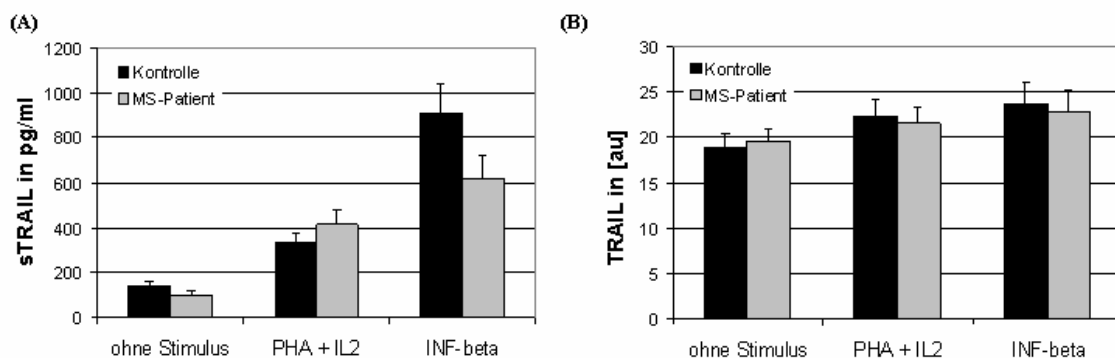 (A)
sTRAIL in pg/ml
1200
1000
800
600
400
200
0
Kontrolle
MS-Patient
ohne Stimulus
PHA + IL2
INF-beta
(B)
TRAIL in [au]
30
25
20
15
10
5
0
Kontrolle
MS-Patient
ohne Stimulus
PHA + IL2
INF-beta